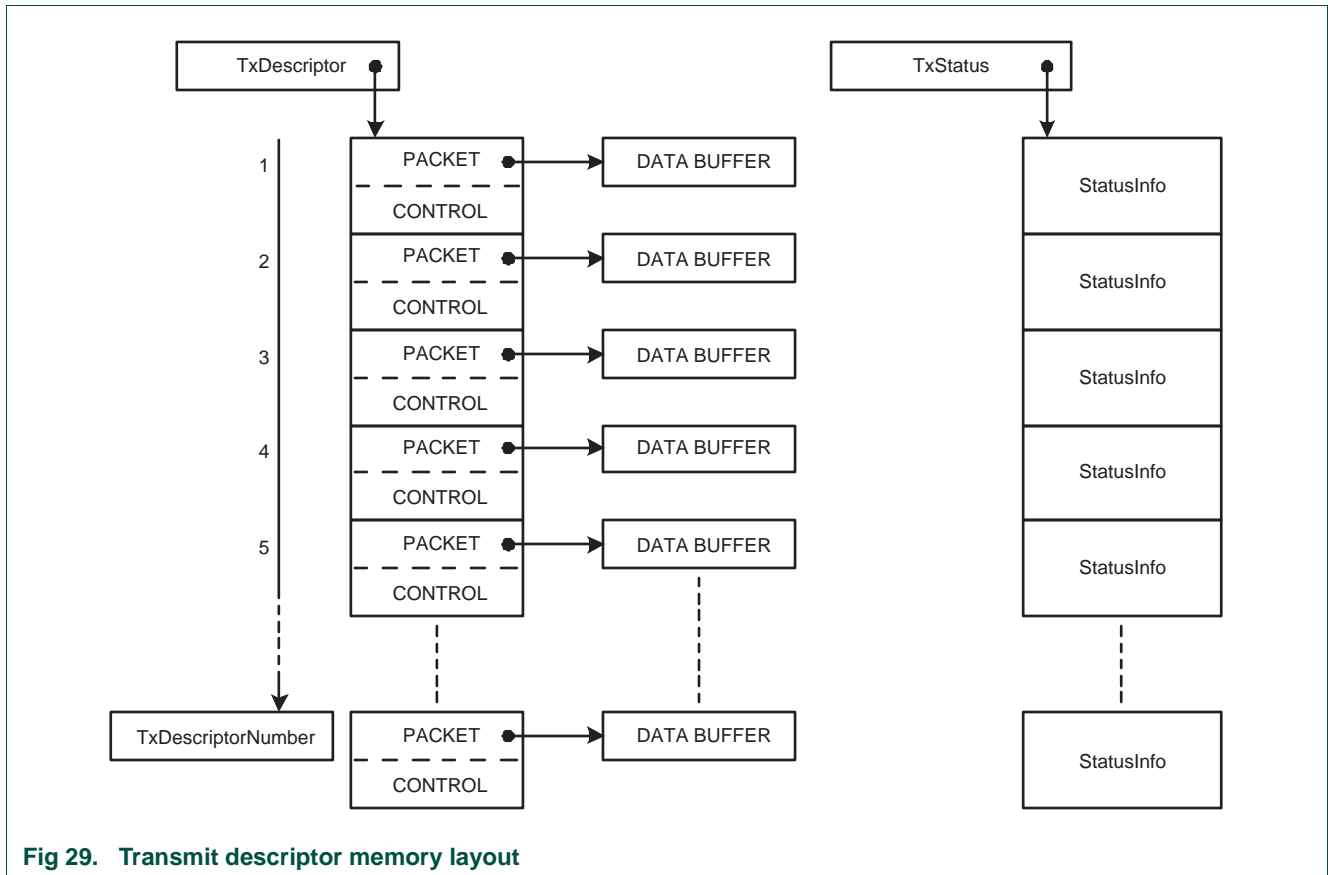 TxDescriptor
TxStatus
1
PACKET
DATA BUFFER
CONTROL
StatusInfo
2
PACKET
DATA BUFFER
CONTROL
StatusInfo
3
PACKET
DATA BUFFER
CONTROL
StatusInfo
4
PACKET
DATA BUFFER
CONTROL
StatusInfo
5
PACKET
DATA BUFFER
CONTROL
StatusInfo
TxDescriptorNumber
PACKET
DATA BUFFER
CONTROL
StatusInfo
Fig 29. Transmit descriptor memory layout